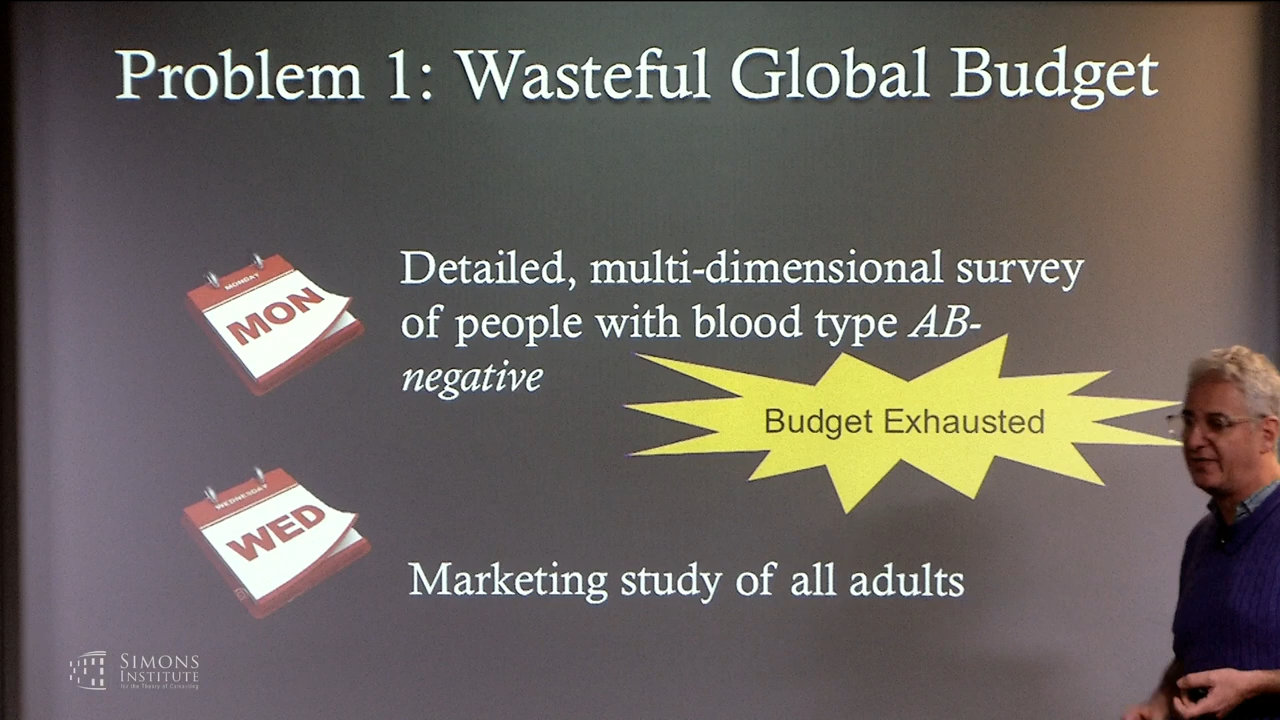 Problem 1: Wasteful Global Budget
MONDAY
MON
Detailed, multi-dimensional survey
of people with blood type AB-
negative
Budget Exhausted
WEDNESDAY
WED
Marketing study of all adults
SIMONS
INSTITUTE
for the Theory of Computing